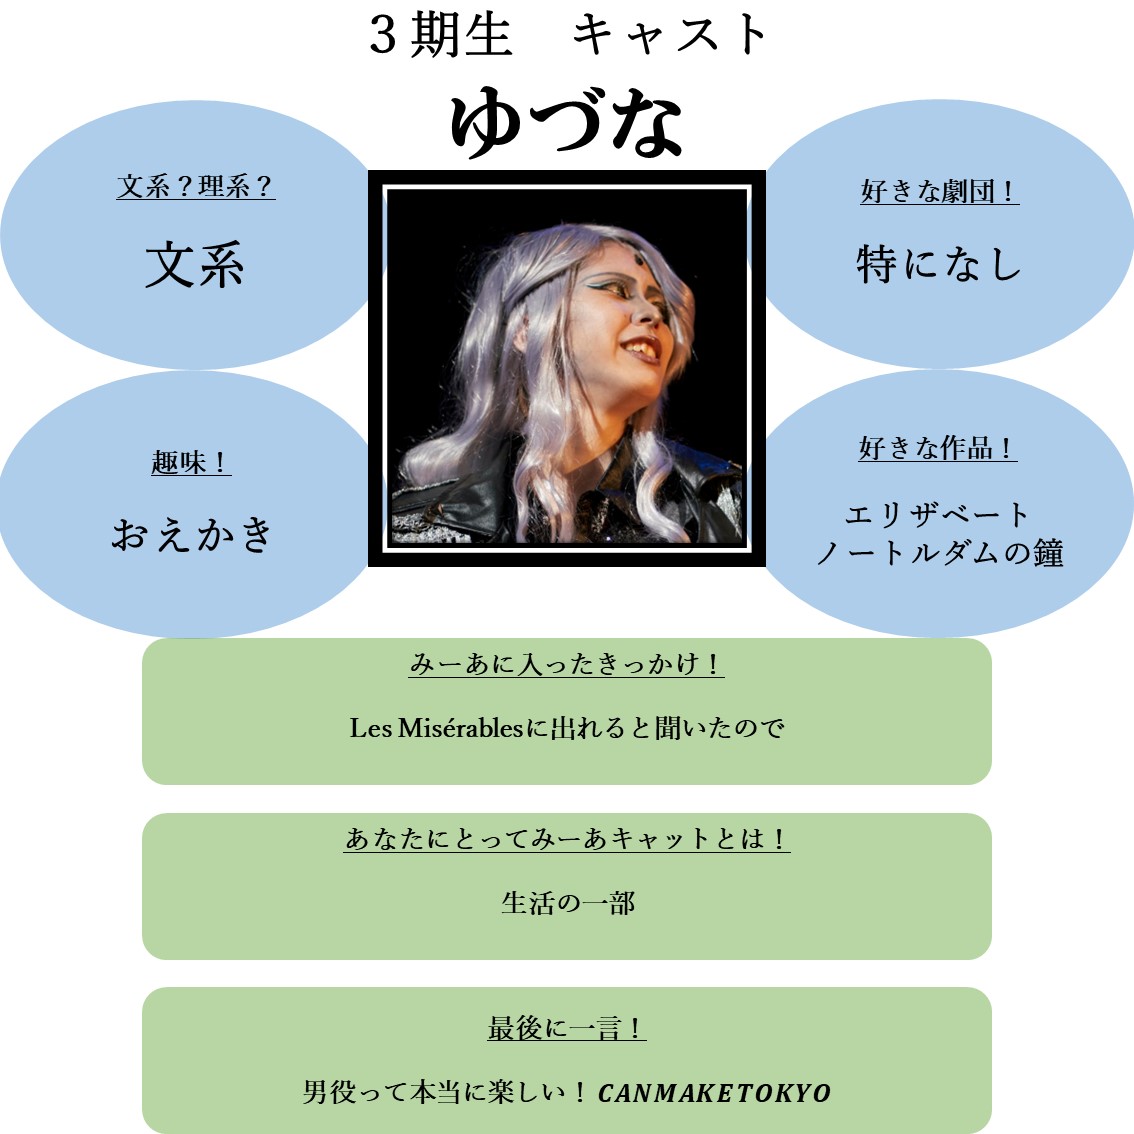 ３期生　キャスト
ゆづな
文系？理系？
文系
好きな劇団！
特になし
趣味！
おえかき
好きな作品！
エリザベート
ノートルダムの鐘
みーあに入ったきっかけ！
Les Misérablesに出れると聞いたので
あなたにとってみーあキャットとは！
生活の一部
最後に一言！
男役って本当に楽しい！CANMAKETOKYO